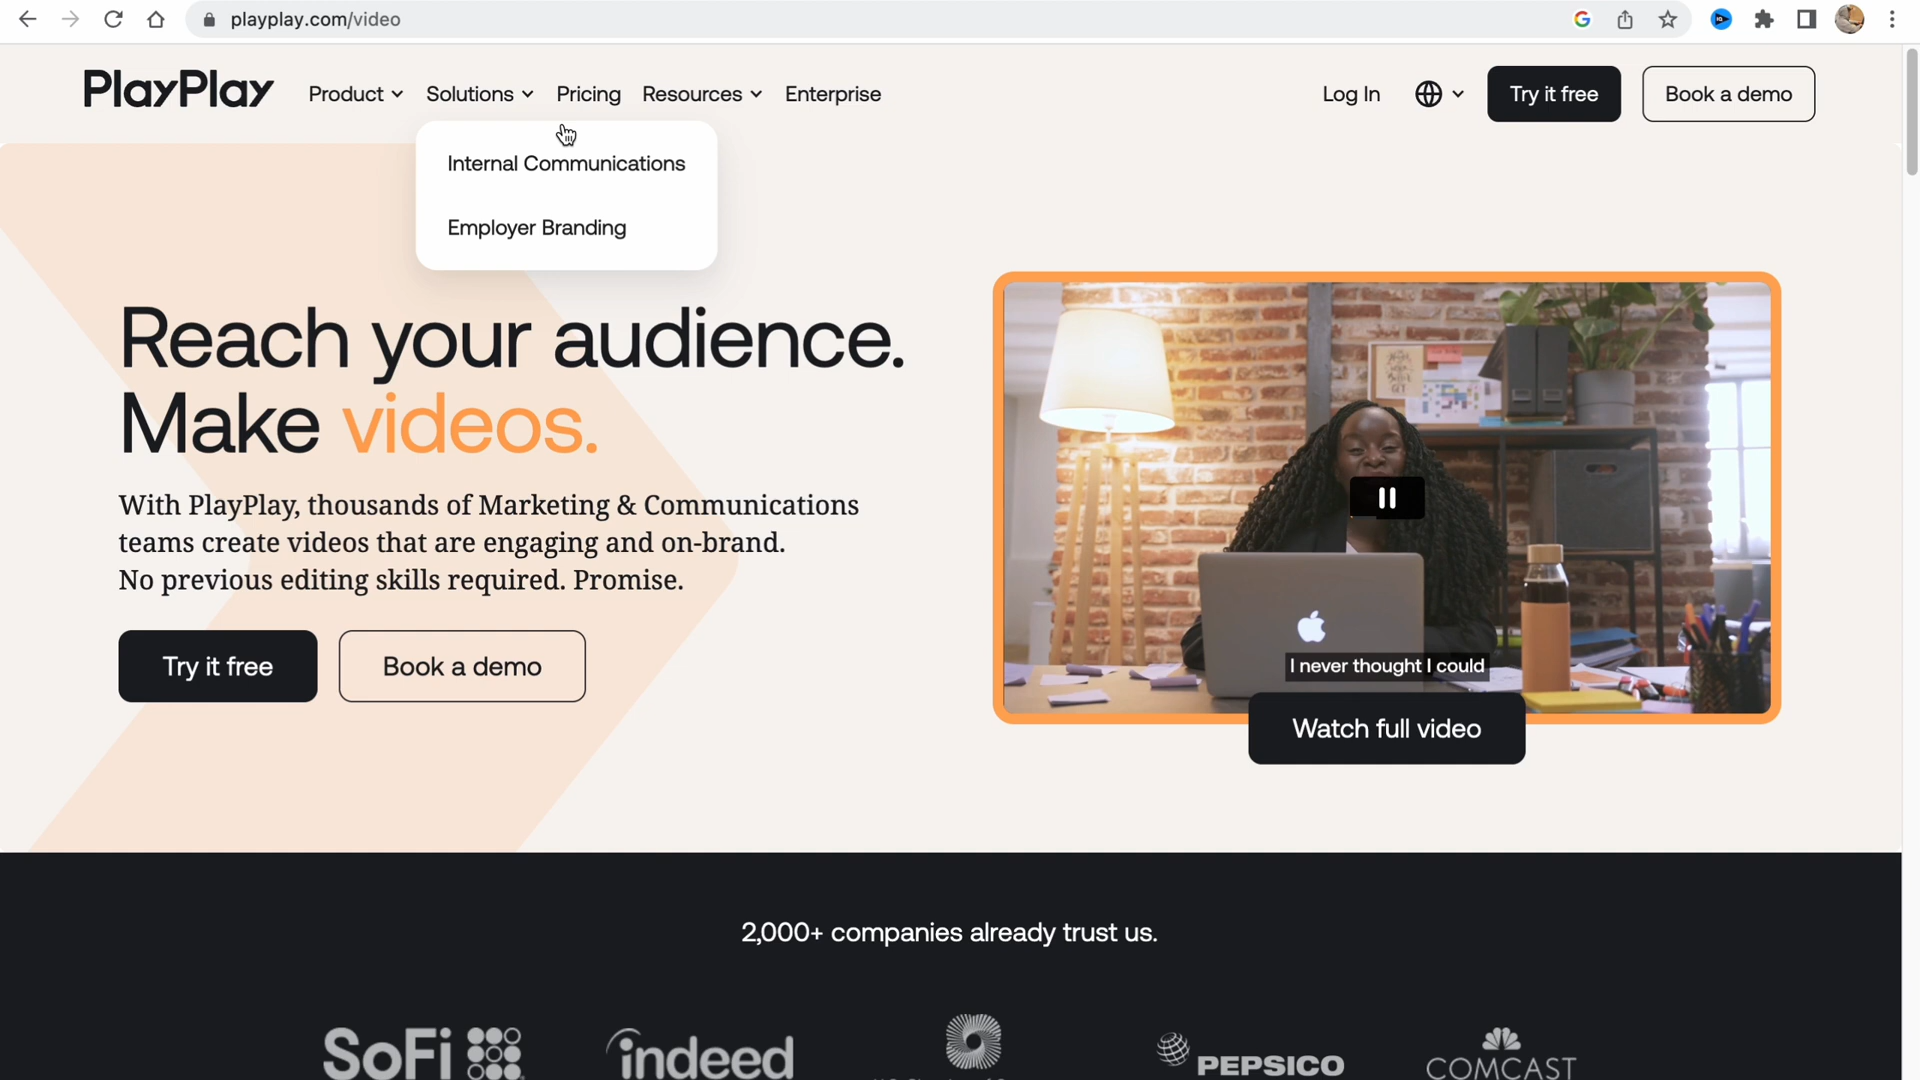 playplay.com/video
PlayPlay
Product
Solutions
Pricing
Resources
Enterprise
Log In
Try it free
Book a demo
Internal Communications
Employer Branding
Reach your audience.
Make videos.
With PlayPlay, thousands of Marketing & Communications
teams create videos that are engaging and on-brand.
No previous editing skills required. Promise.
Try it free
Book a demo
I never thought I could
Watch full video
2,000+ companies already trust us.
SoFi
indeed
PEPSICO
COMCAST